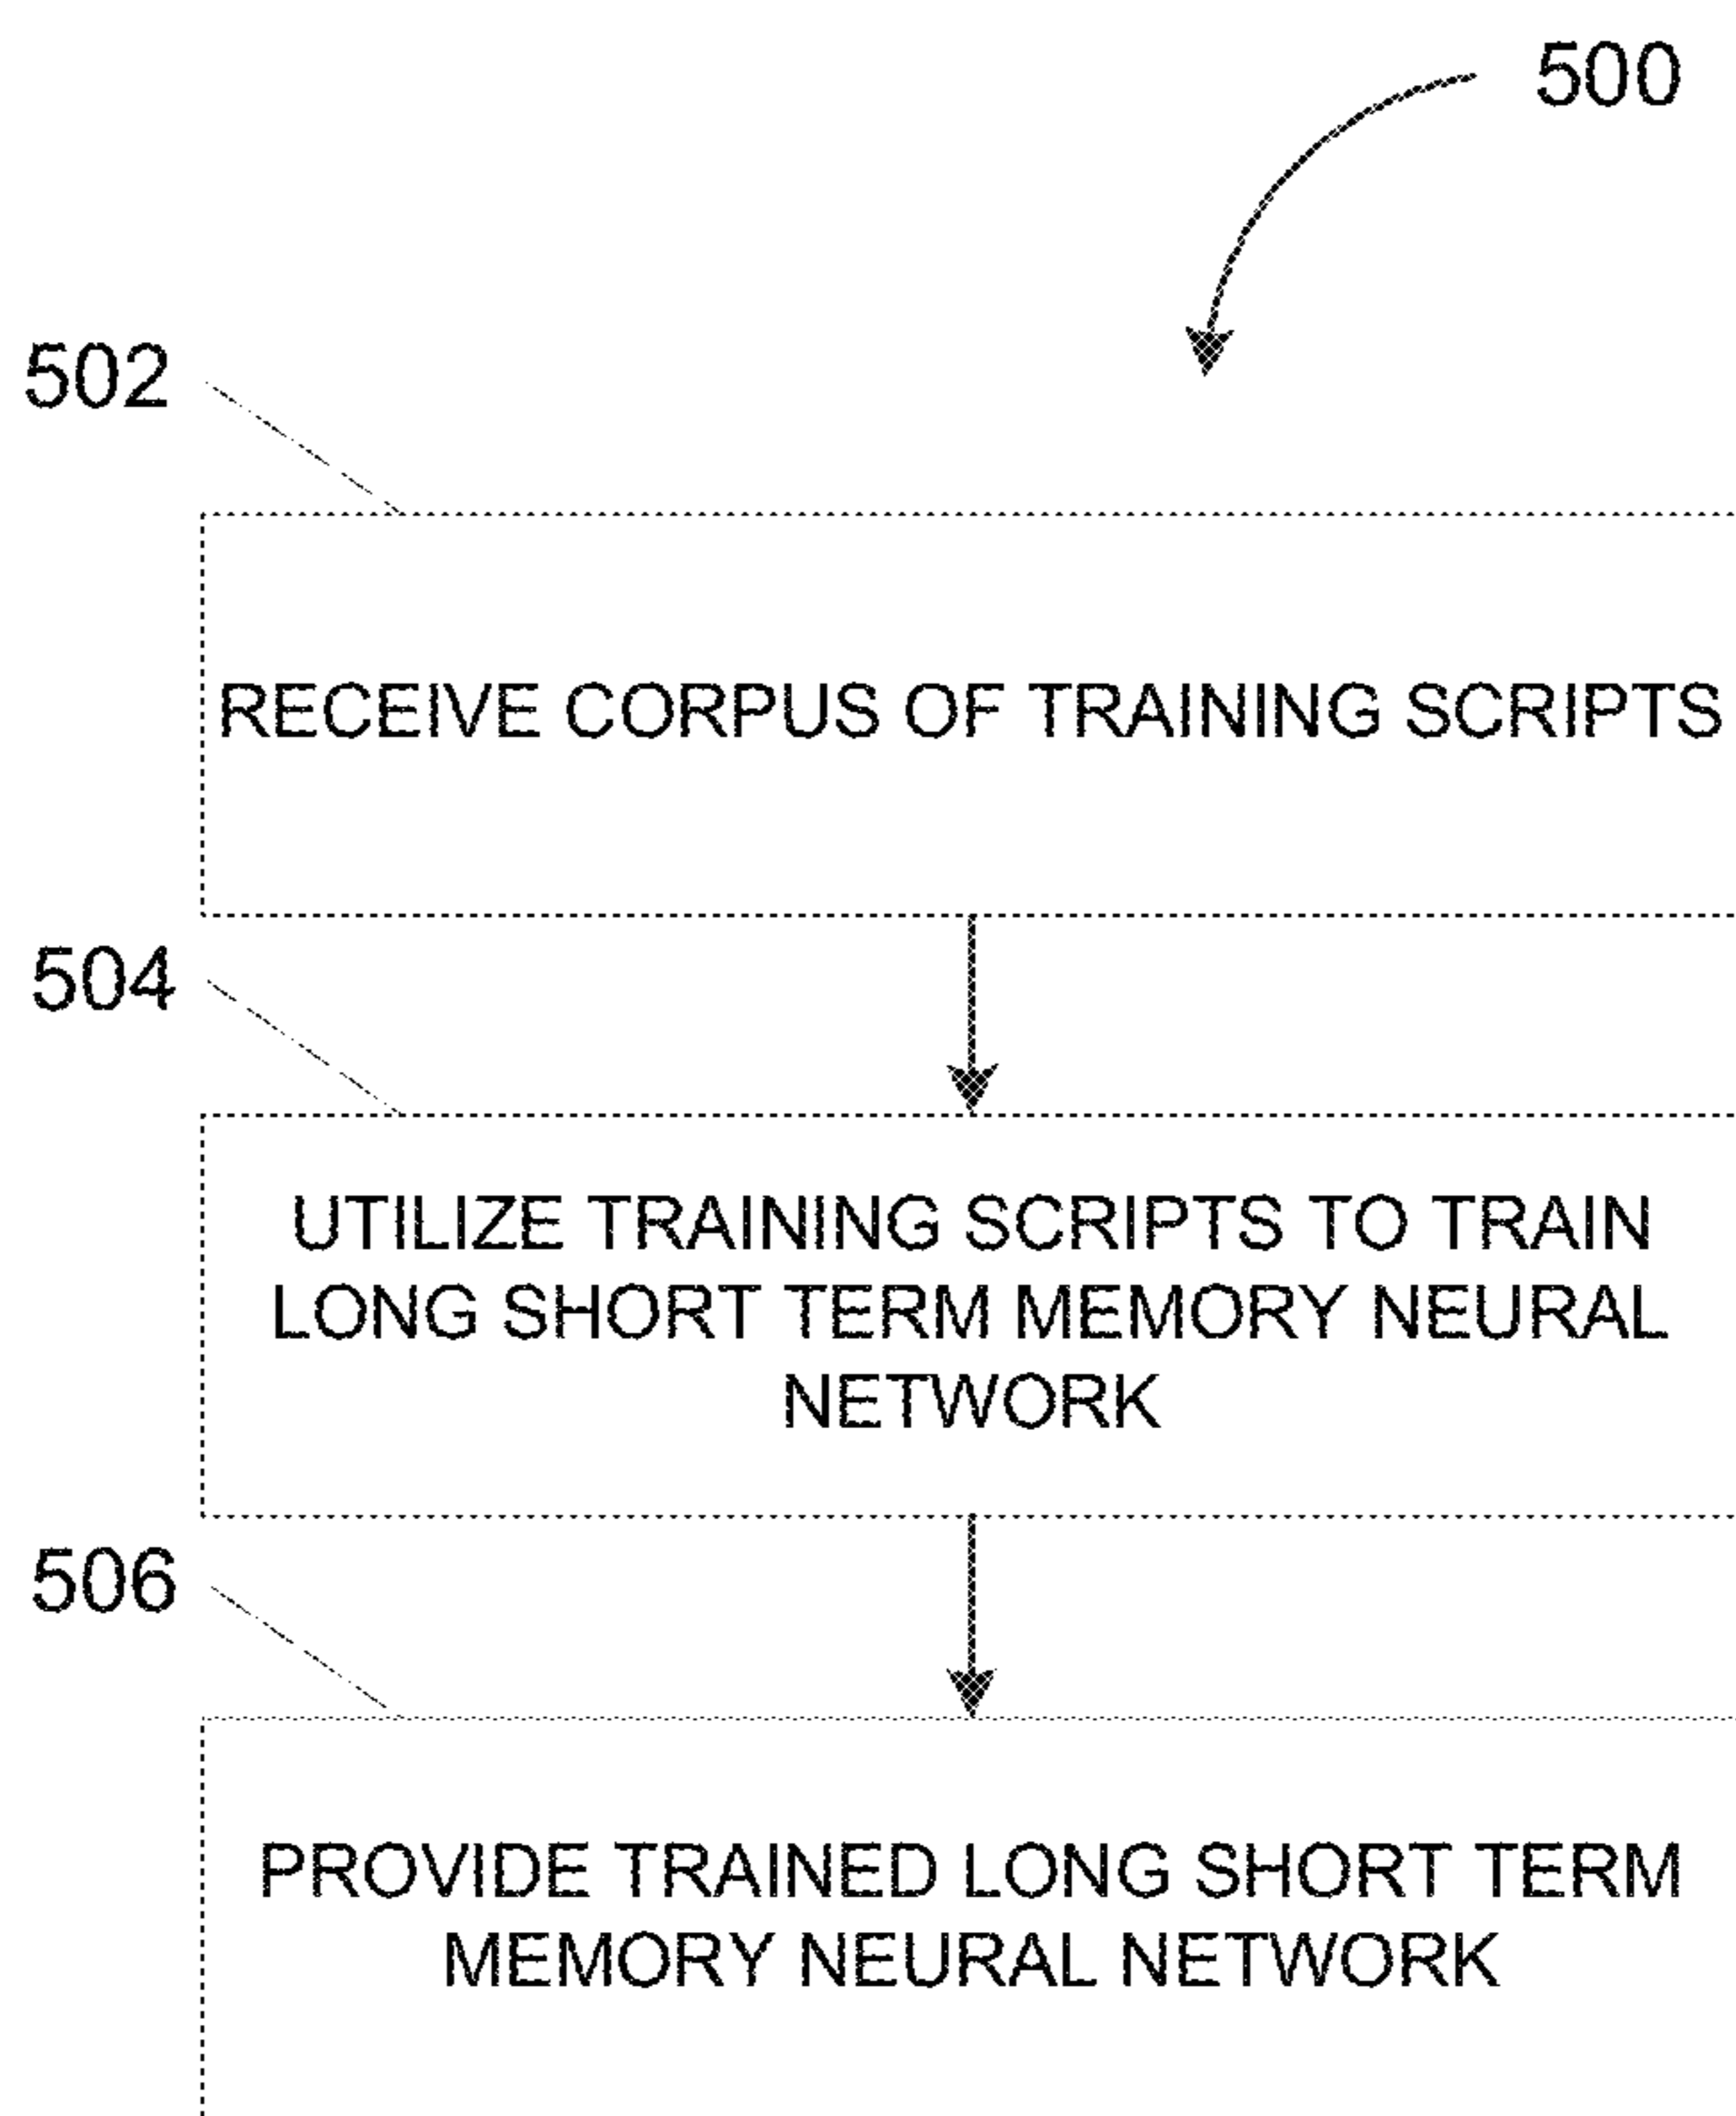 500
502
RECEIVE CORPUS OF TRAINING SCRIPTS
504
UTILIZE TRAINING SCRIPTS TO TRAIN
LONG SHORT TERM MEMORY NEURAL
NETWORK
506
PROVIDE TRAINED LONG SHORT TERM
MEMORY NEURAL NETWORK